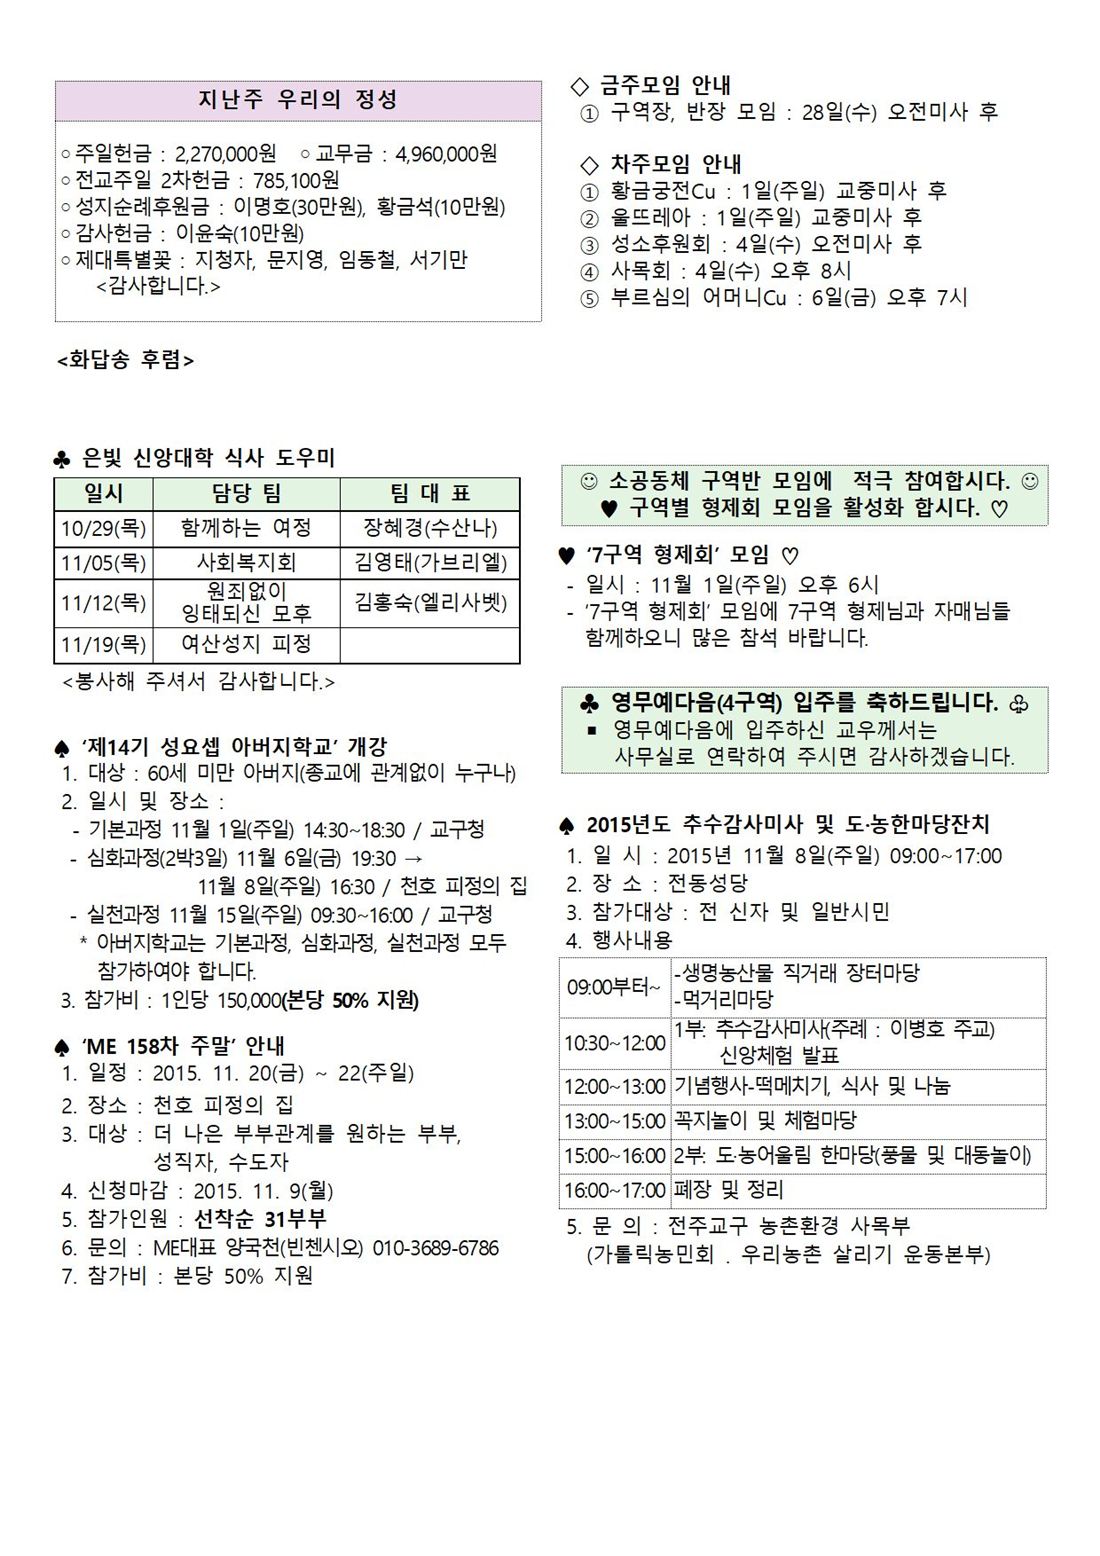 지난주 우리의 정성
○ 주일헌금 : 2,270,000원 ○ 교무금 : 4,960,000원
○ 전교주일 2차헌금 : 785,100원
○ 성지순례후원금 : 이명호(30만원), 황금석(10만원)
○ 감사헌금 : 이윤숙(10만원)
○ 제대특별꽃 : 지청자, 문지영, 임동철, 서기만
<감사합니다.>
<화답송 후렴>
♣ 은빛 신앙대학 식사 도우미
일시 담당 팀 팀 대 표
10/29(목) 함께하는 여정 장혜경(수산나)
11/05(목) 사회복지회 김영태(가브리엘)
11/12(목) 원죄없이 잉태되신 모후 김홍숙(엘리사벳)
11/19(목) 여산성지 피정
<봉사해 주셔서 감사합니다.>
♠ ‘제14기 성요셉 아버지학교’ 개강
1. 대상 : 60세 미만 아버지(종교에 관계없이 누구나)
2. 일시 및 장소 :
- 기본과정 11월 1일(주일) 14:30~18:30 / 교구청
- 심화과정(2박3일) 11월 6일(금) 19:30 →
11월 8일(주일) 16:30 / 천호 피정의 집
- 실천과정 11월 15일(주일) 09:30~16:00 / 교구청
* 아버지학교는 기본과정, 심화과정, 실천과정 모두
참가하여야 합니다.
3. 참가비 : 1인당 150,000(본당 50% 지원)
♠ ‘ME 158차 주말’ 안내
1. 일정 : 2015. 11. 20(금) ~ 22(주일)
2. 장소 : 천호 피정의 집
3. 대상 : 더 나은 부부관계를 원하는 부부,
성직자, 수도자
4. 신청마감 : 2015. 11. 9(월)
5. 참가인원 : 선착순 31부부
6. 문의 : ME대표 양국천(빈첸시오) 010-3689-6786
7. 참가비 : 본당 50% 지원
◇ 금주모임 안내
① 구역장, 반장 모임 : 28일(수) 오전미사 후
◇ 차주모임 안내
① 황금궁전Cu : 1일(주일) 교중미사 후
② 울뜨레아 : 1일(주일) 교중미사 후
③ 성소후원회 : 4일(수) 오전미사 후
④ 사목회 : 4일(수) 오후 8시
⑤ 부르심의 어머니Cu : 6일(금) 오후 7시
☺ 소공동체 구역반 모임에 적극 참여합시다. ☺
♥ 구역별 형제회 모임을 활성화 합시다. ♡
♥ ‘7구역 형제회’ 모임 ♡
- 일시 : 11월 1일(주일) 오후 6시
- ‘7구역 형제회’ 모임에 7구역 형제님과 자매님들
함께하오니 많은 참석 바랍니다.
♣ 영무예다음(4구역) 입주를 축하드립니다. ♧
▪ 영무예다음에 입주하신 교우께서는
사무실로 연락하여 주시면 감사하겠습니다.
♠ 2015년도 추수감사미사 및 도·농한마당잔치
1. 일 시 : 2015년 11월 8일(주일) 09:00~17:00
2. 장 소 : 전동성당
3. 참가대상 : 전 신자 및 일반시민
4. 행사내용
09:00부터~ -생명농산물 직거래 장터마당
-먹거리마당
10:30~12:00 1부: 추수감사미사(주례 : 이병호 주교)
신앙체험 발표
12:00~13:00 기념행사-떡메치기, 식사 및 나눔
13:00~15:00 꼭지놀이 및 체험마당
15:00~16:00 2부: 도·농어울림 한마당(풍물 및 대동놀이)
16:00~17:00 폐장 및 정리
5. 문 의 : 전주교구 농촌환경 사목부
(가톨릭농민회 . 우리농촌 살리기 운동본부)